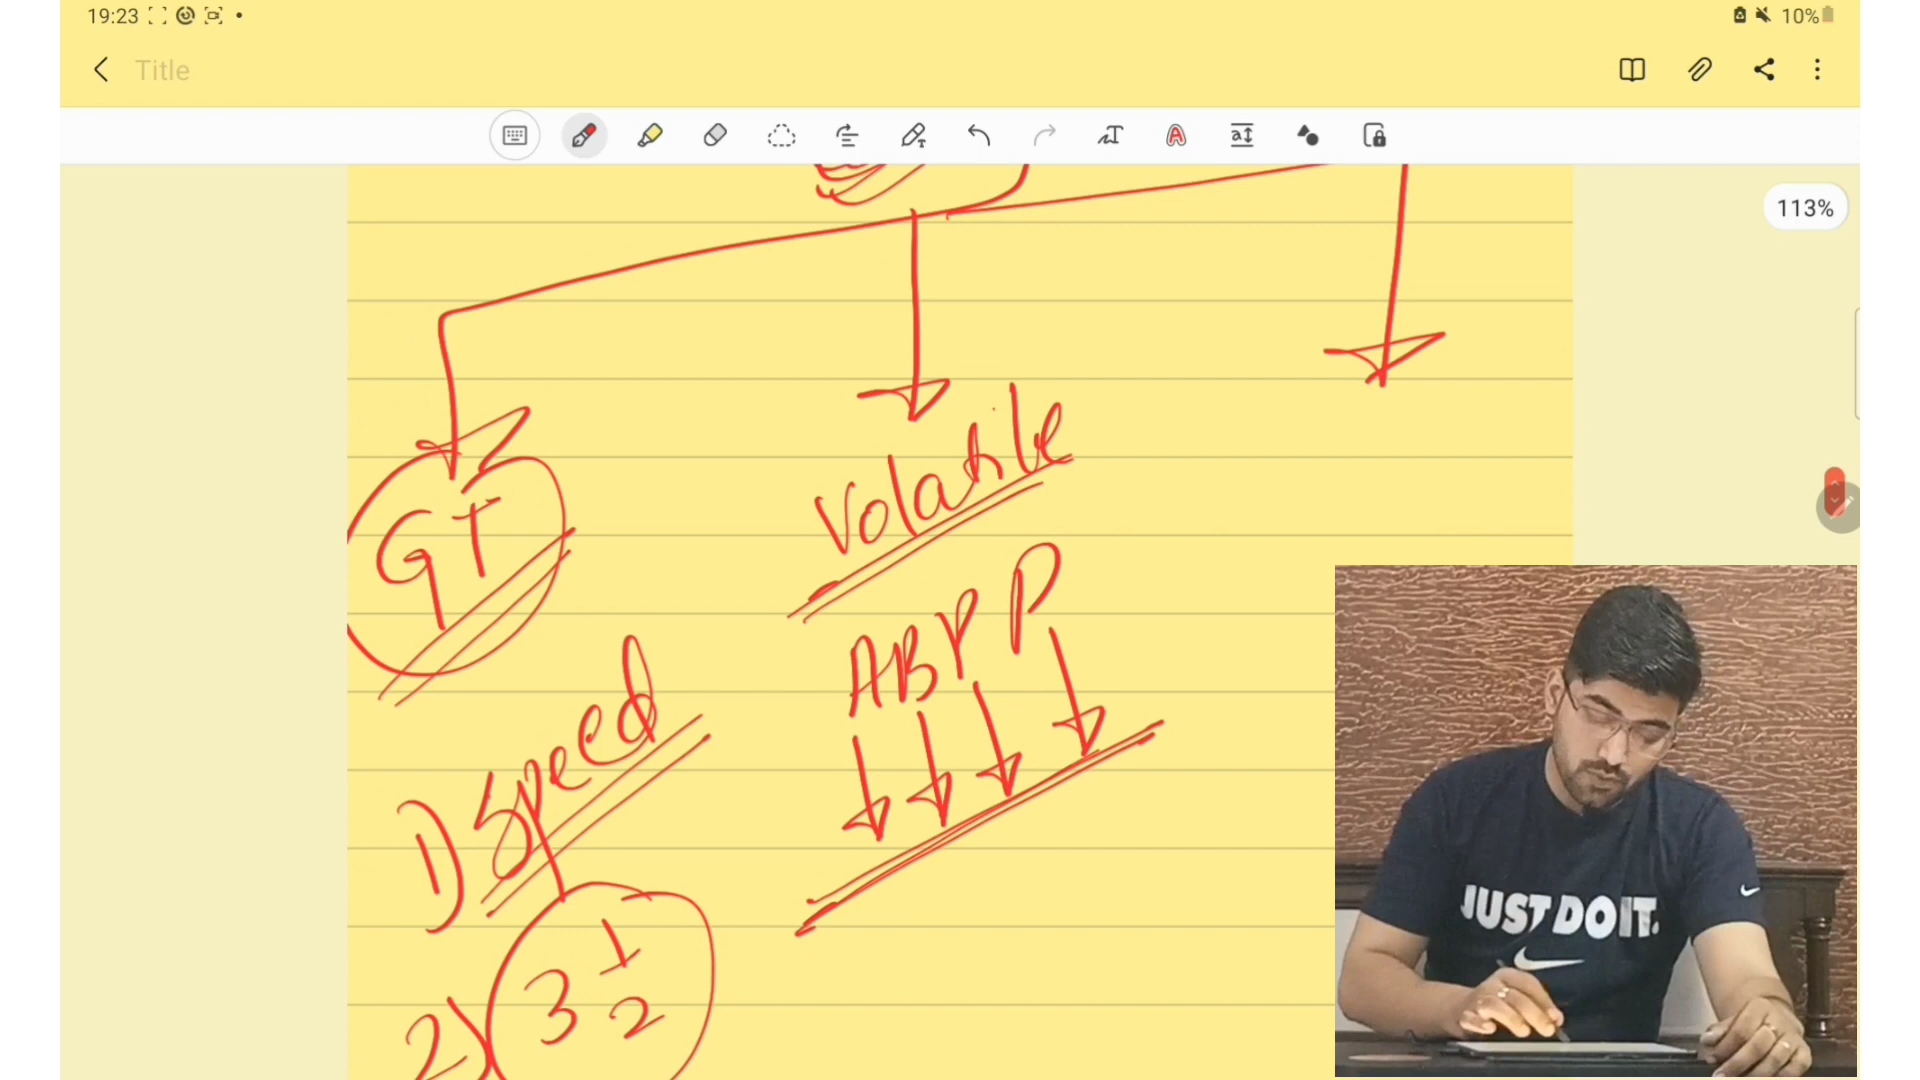 19:23
10%
Title
113%
GT
Volatile
ABPP
1) Speed
2) 3 1/2
JUST DO IT.